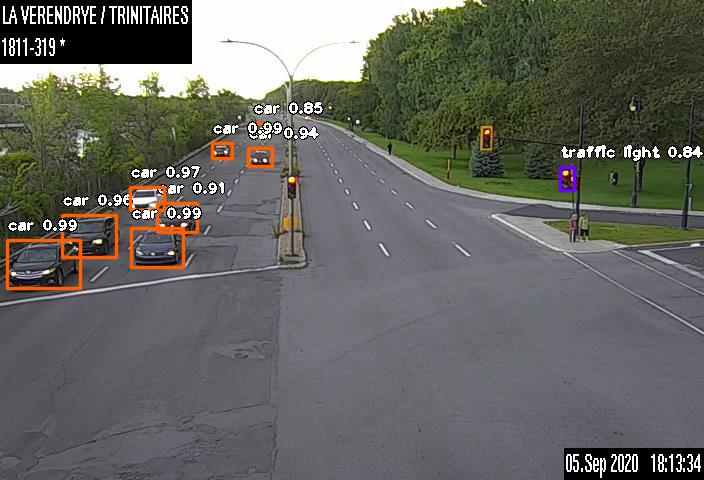 LA VERENDRYE / TRINITAIRES
1811-319 *
car 0.85
car 0.99
car 0.94
traffic light 0.84
car 0.97
car 0.91
car 0.96
car 0.99
car 0.99
05.Sep 2020 18:13:34